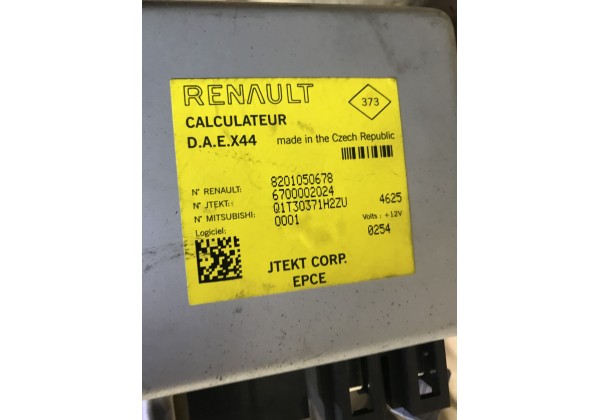 RENAULT
373
CALCULATEUR
D.A.E.X44 made in the Czech Republic
N° RENAULT: 8201050678
N° JTEKT: 6700002024
N° MITSUBISHI: Q1T30371H2ZU 4625
Logiciel: 0001 Volts : +12V
0254
JTEKT CORP.
EPCE